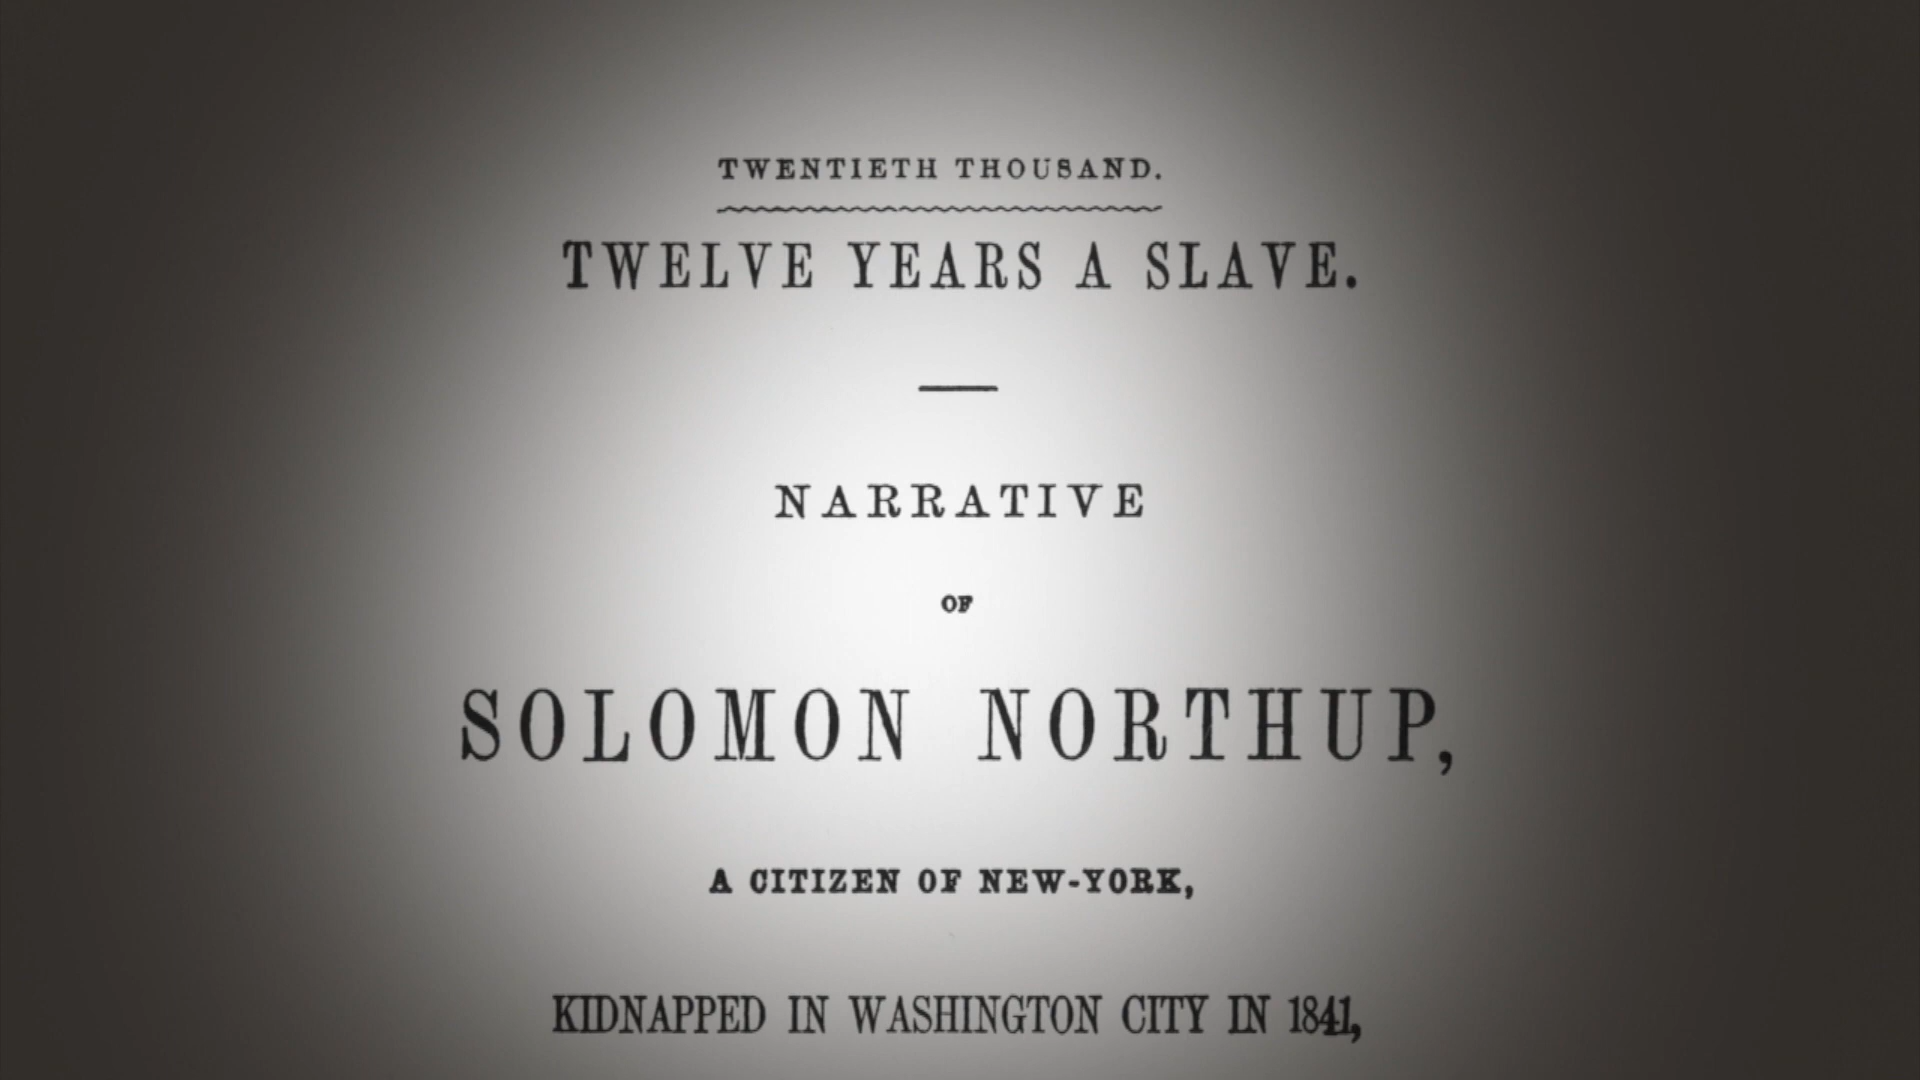 TWENTIETH THOUSAND.
TWELVE YEARS A SLAVE.
NARRATIVE
OF
SOLOMON NORTHUP,
A CITIZEN OF NEW-YORK,
KIDNAPPED IN WASHINGTON CITY IN 1841,